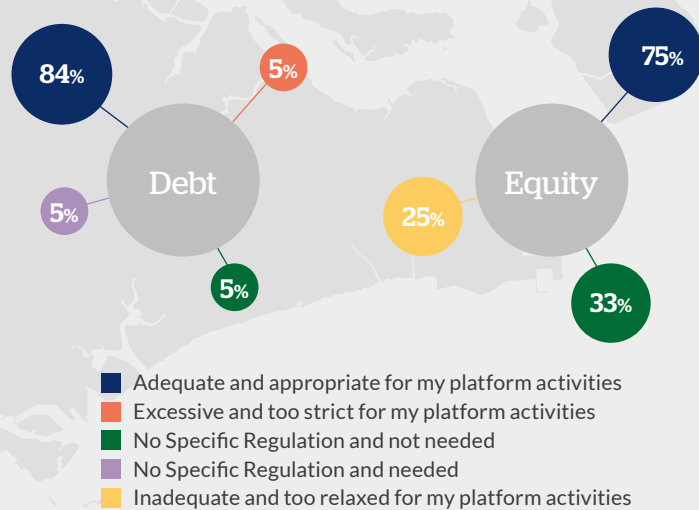 84%
5%
75%
Debt
Equity
5%
25%
5%
33%
Adequate and appropriate for my platform activities
Excessive and too strict for my platform activities
No Specific Regulation and not needed
No Specific Regulation and needed
Inadequate and too relaxed for my platform activities